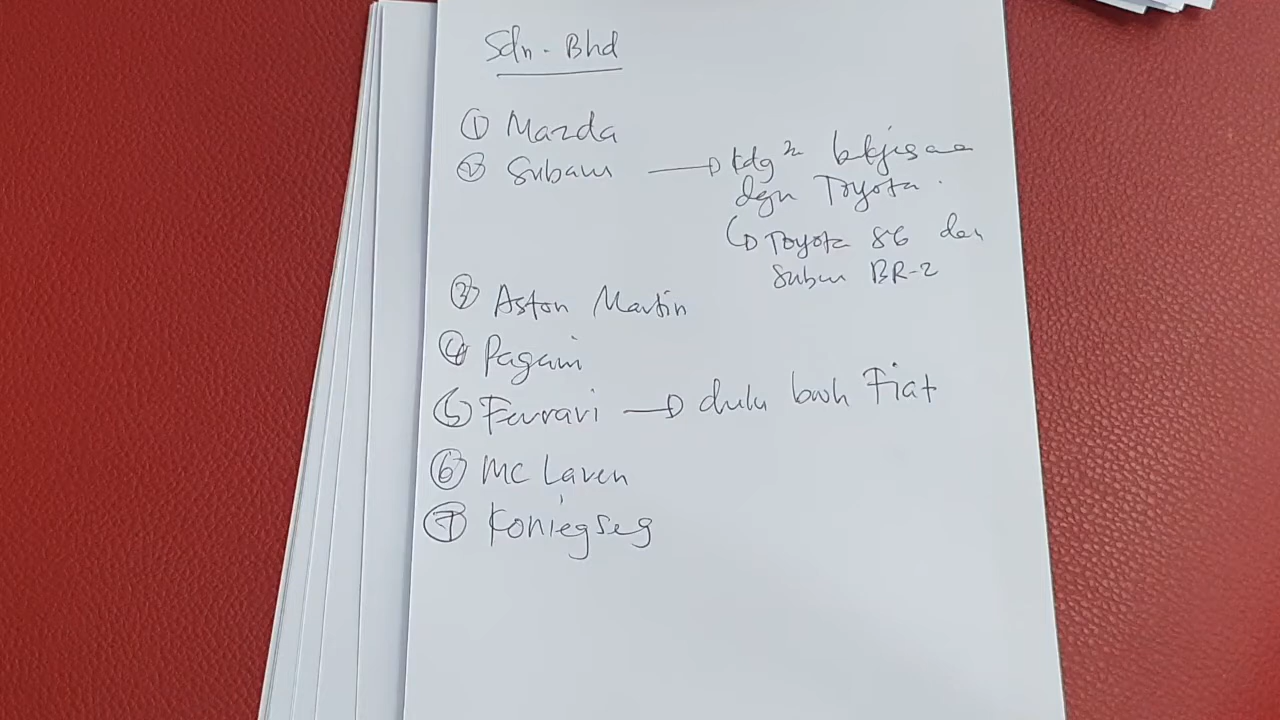 Sdn. Bhd
① Mazda
② Subaru → kdg² bekjasama
dgn Toyota.
↳ Toyota 86 dan
Subaru BR-Z
③ Aston Martin
④ Pagani
⑤ Ferrari → dulu bwh Fiat
⑥ Mc Laren
⑦ Koniegseg